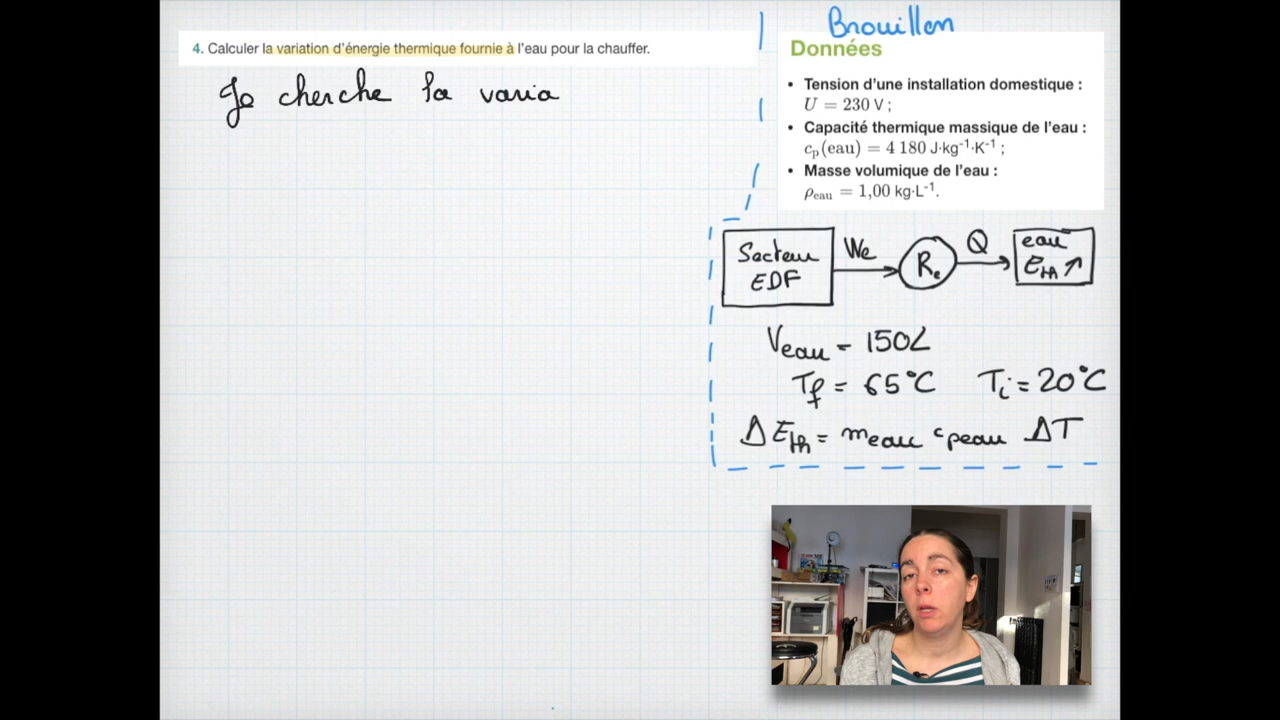 4. Calculer la variation d'énergie thermique fournie à l'eau pour la chauffer.
Je cherche la varia
Brouillon
Données
• Tension d'une installation domestique :
U = 230 V ;
• Capacité thermique massique de l'eau :
cp(eau) = 4 180 J·kg⁻¹·K⁻¹ ;
• Masse volumique de l'eau :
ρeau = 1,00 kg·L⁻¹.
Secteur
EDF
We
Re
Q
eau
Eth ↗
Veau = 150L
Tf = 65°C Ti = 20°C
ΔEth = meau cpeau ΔT